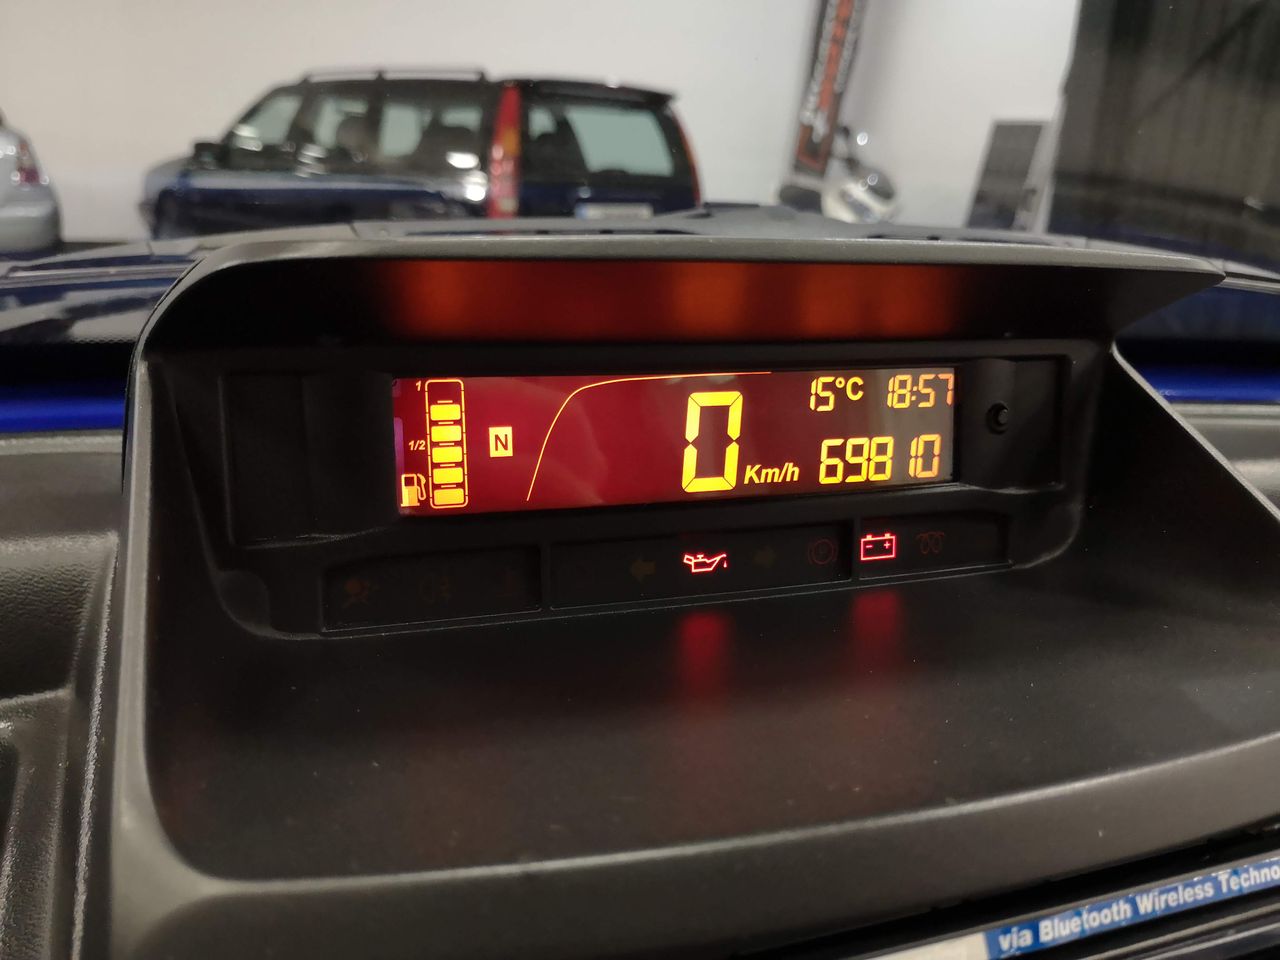 1
1/2
N
0 Km/h
15°C 18:57
69810
via Bluetooth Wireless Techno